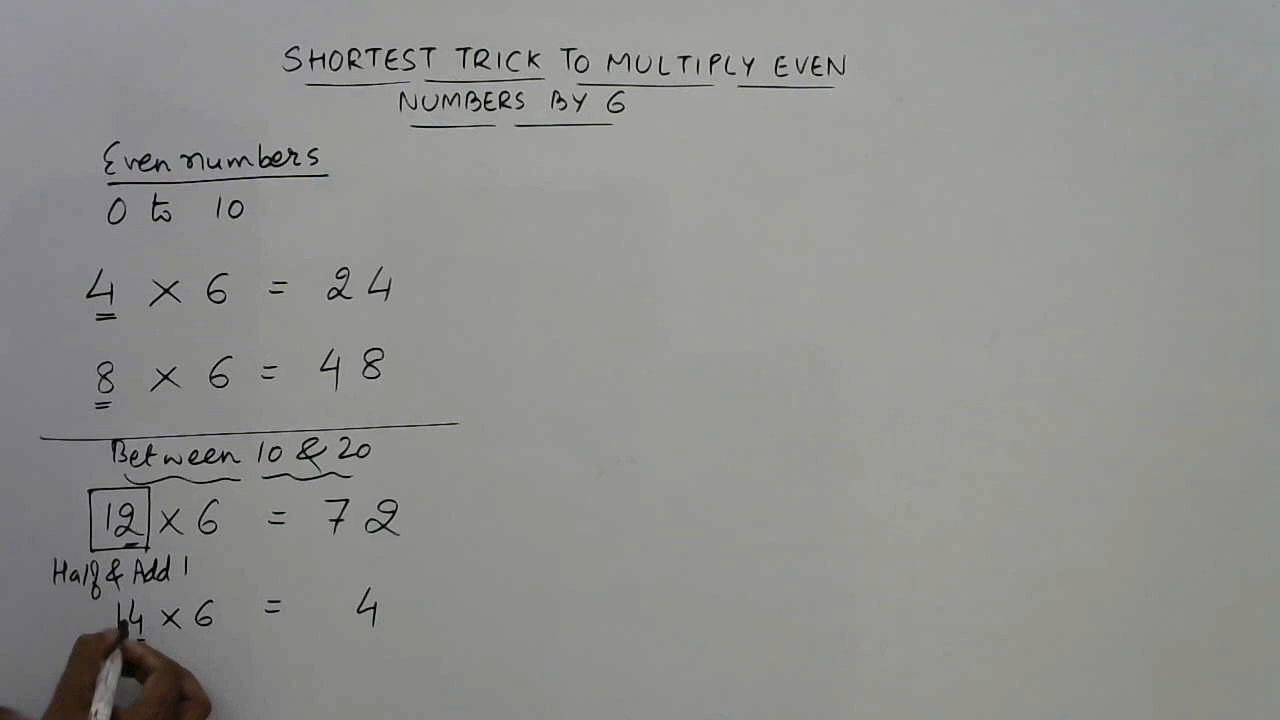 SHORTEST TRICK TO MULTIPLY EVEN
NUMBERS BY 6
Even numbers
0 to 10
4 × 6 = 24
8 × 6 = 48
Between 10 & 20
12 × 6 = 72
Half & Add 1
14 × 6 = 4